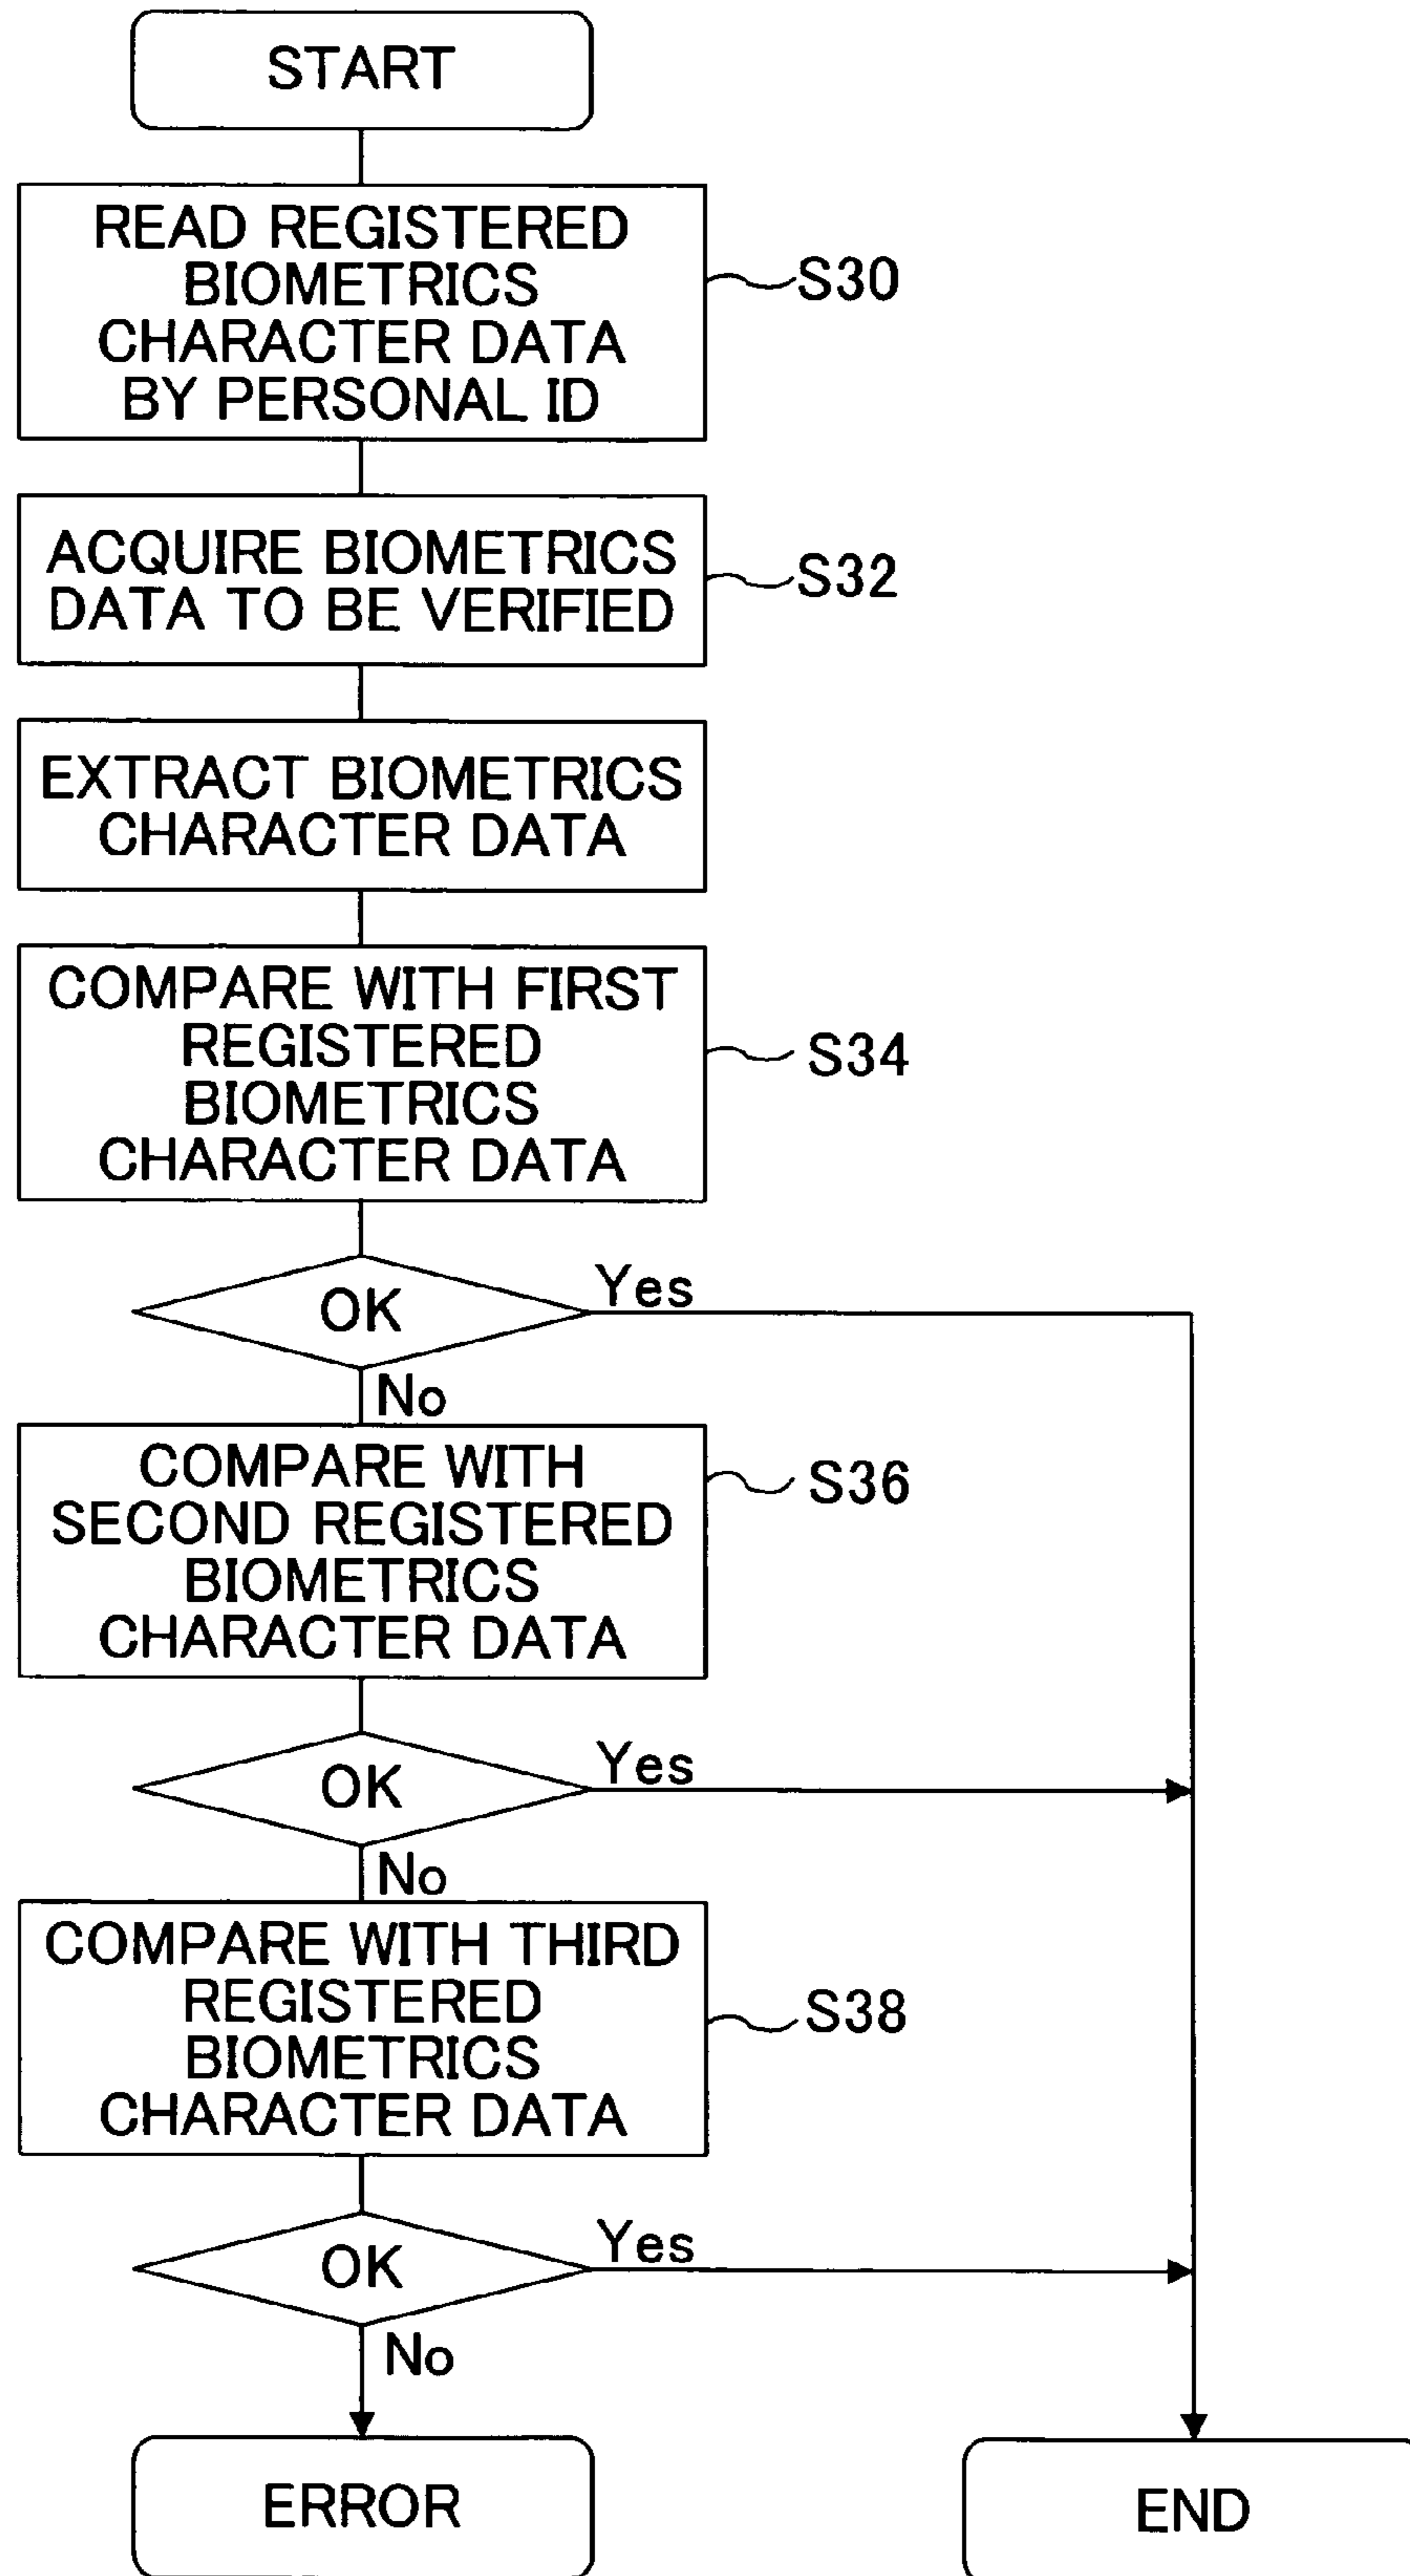 START
READ REGISTERED
BIOMETRICS
CHARACTER DATA
BY PERSONAL ID
S30
ACQUIRE BIOMETRICS
DATA TO BE VERIFIED
S32
EXTRACT BIOMETRICS
CHARACTER DATA
COMPARE WITH FIRST
REGISTERED
BIOMETRICS
CHARACTER DATA
S34
OK
Yes
No
COMPARE WITH
SECOND REGISTERED
BIOMETRICS
CHARACTER DATA
S36
OK
Yes
No
COMPARE WITH THIRD
REGISTERED
BIOMETRICS
CHARACTER DATA
S38
OK
Yes
No
ERROR
END